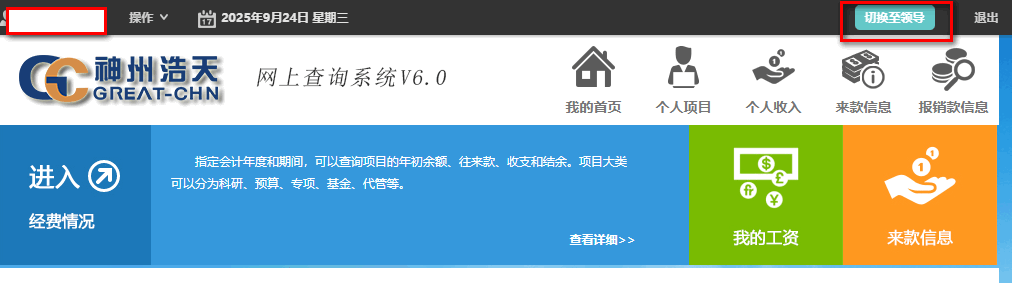 操作 2025年9月24日 星期三 切换至领导 退出
17
神州浩天
GREAT-CHN
网上查询系统V6.0
我的首页 个人项目 个人收入 来款信息 报销款信息
进入
经费情况
指定会计年度和期间，可以查询项目的年初余额、往来款、收支和结余。项目大类
可以分为科研、预算、专项、基金、代管等。
查看详细>>
我的工资
来款信息